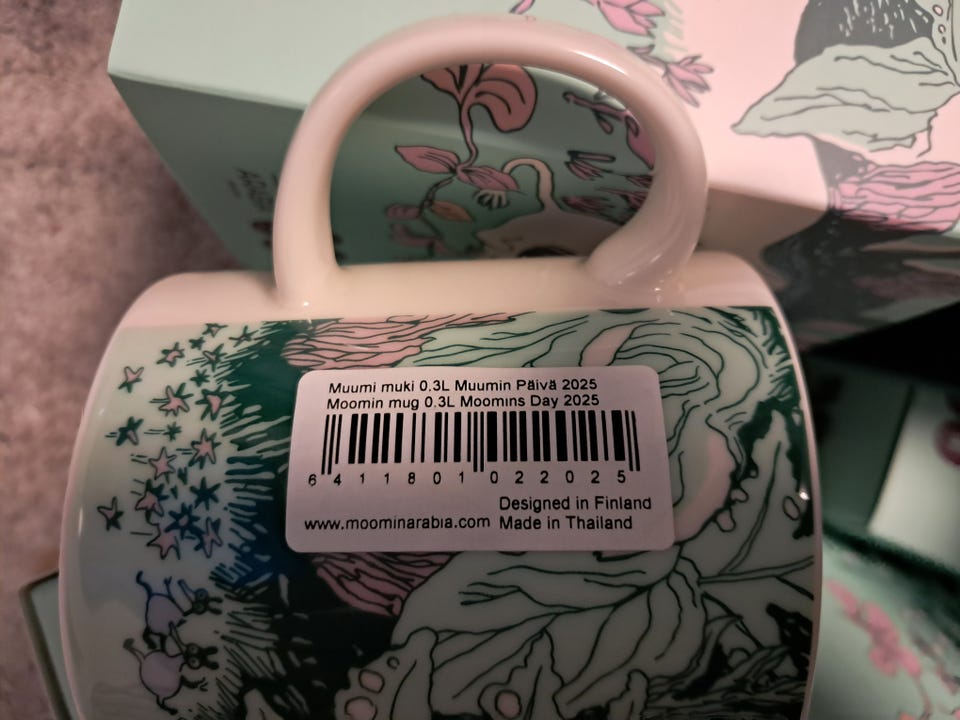 Muumi muki 0.3L Muumin Päivä 2025
Moomin mug 0.3L Moomins Day 2025
6 411801 022025
www.moominarabia.com
Designed in Finland
Made in Thailand